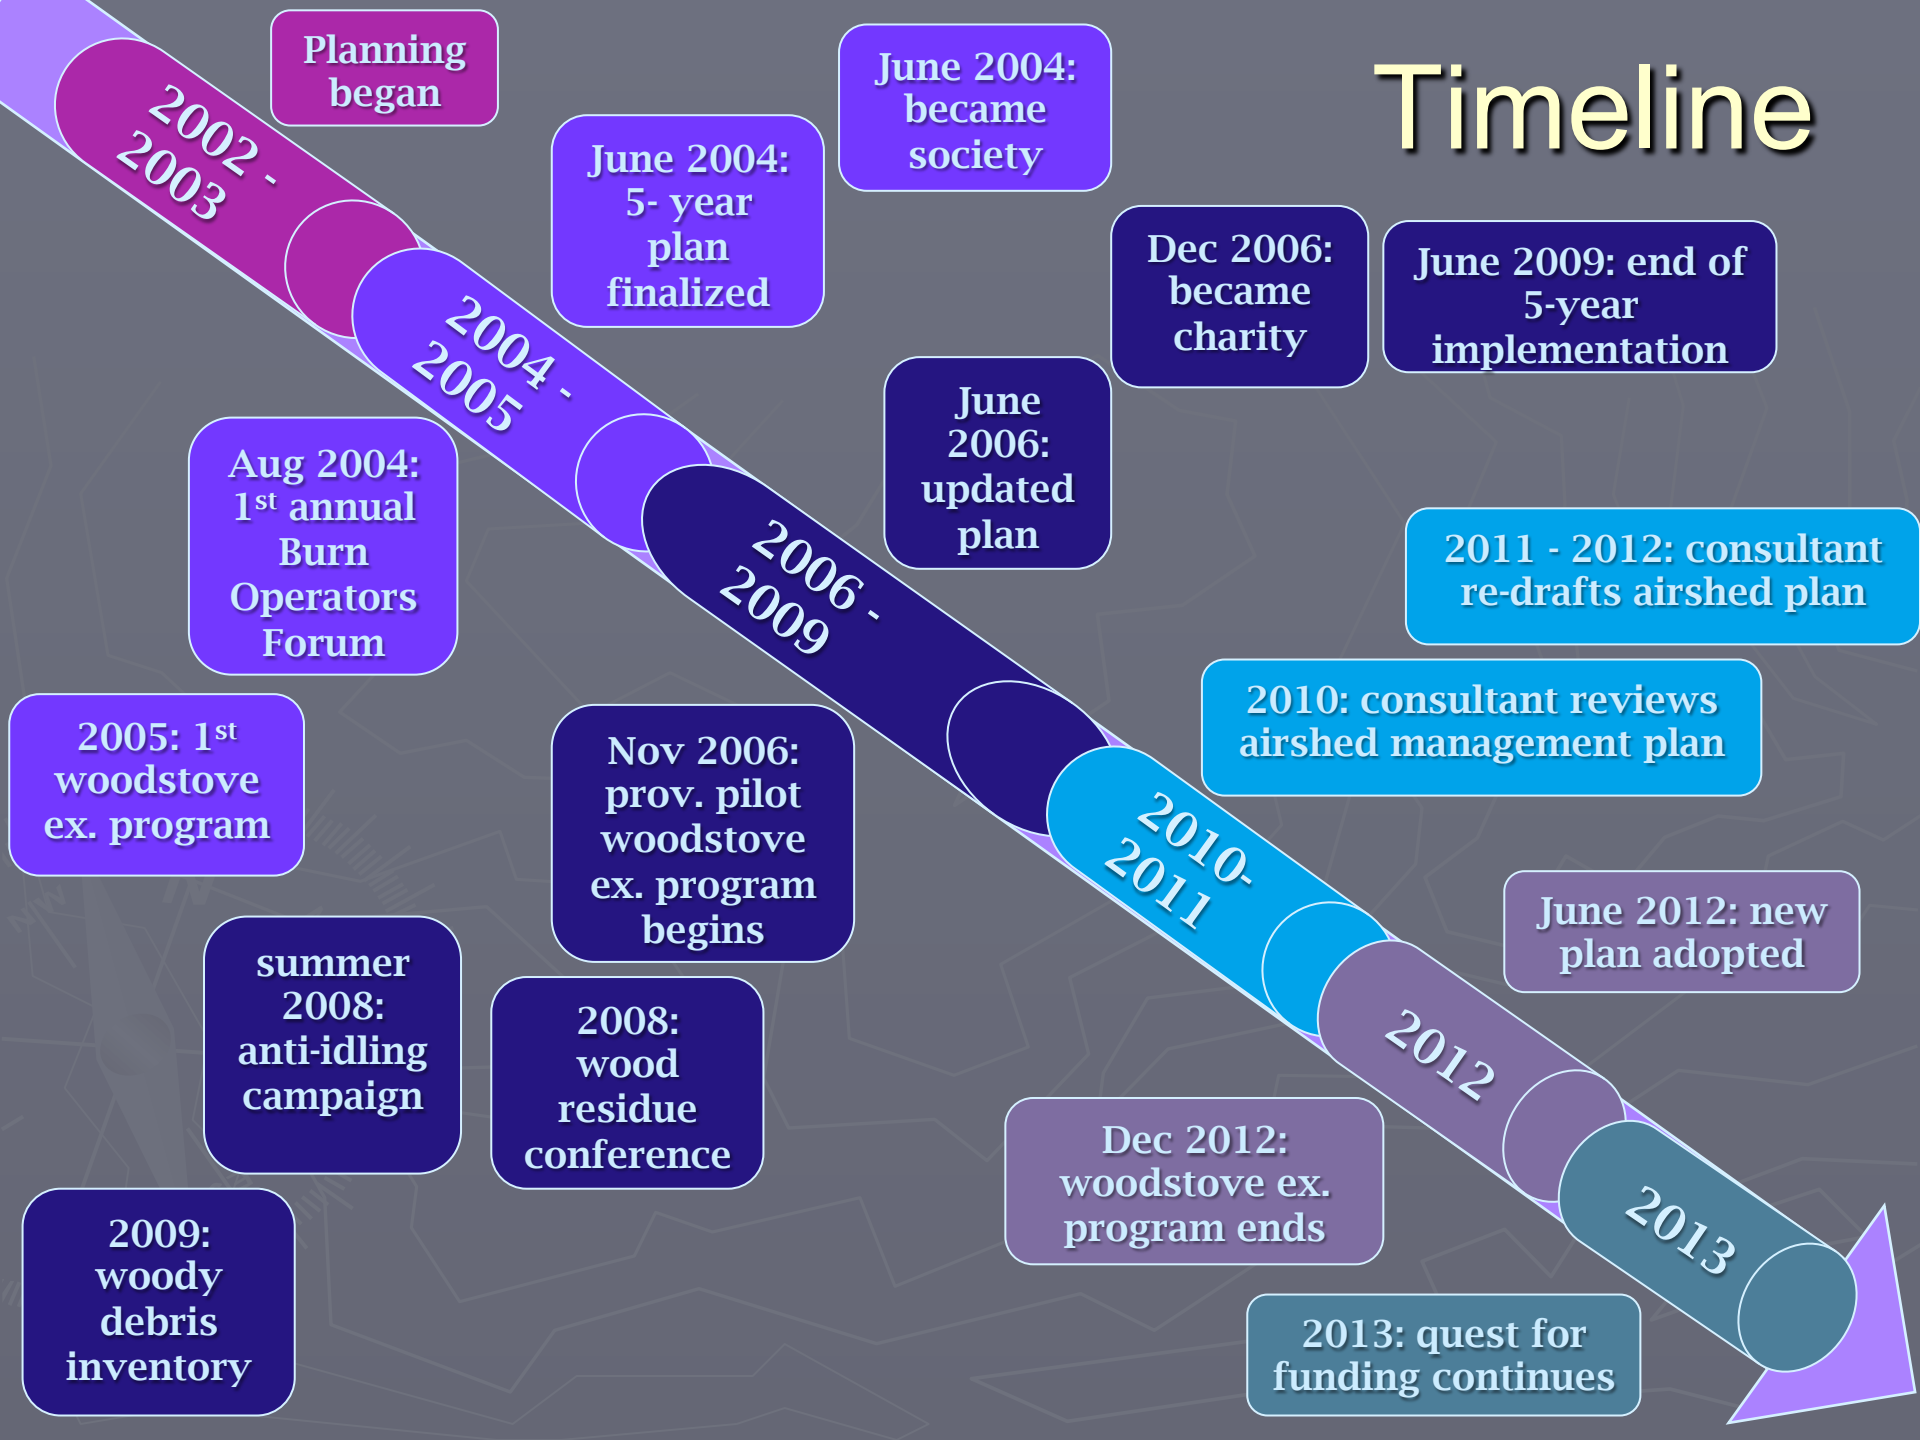 Timeline
Planning
began
2002 -
2003
June 2004:
5- year
plan
finalized
June 2004:
became
society
2004 -
2005
Aug 2004:
1st annual
Burn
Operators
Forum
2005: 1st
woodstove
ex. program
Dec 2006:
became
charity
June 2009: end of
5-year
implementation
June
2006:
updated
plan
2006 -
2009
Nov 2006:
prov. pilot
woodstove
ex. program
begins
summer
2008:
anti-idling
campaign
2008:
wood
residue
conference
2009:
woody
debris
inventory
2011 - 2012: consultant
re-drafts airshed plan
2010: consultant reviews
airshed management plan
2010-
2011
June 2012: new
plan adopted
2012
Dec 2012:
woodstove ex.
program ends
2013
2013: quest for
funding continues